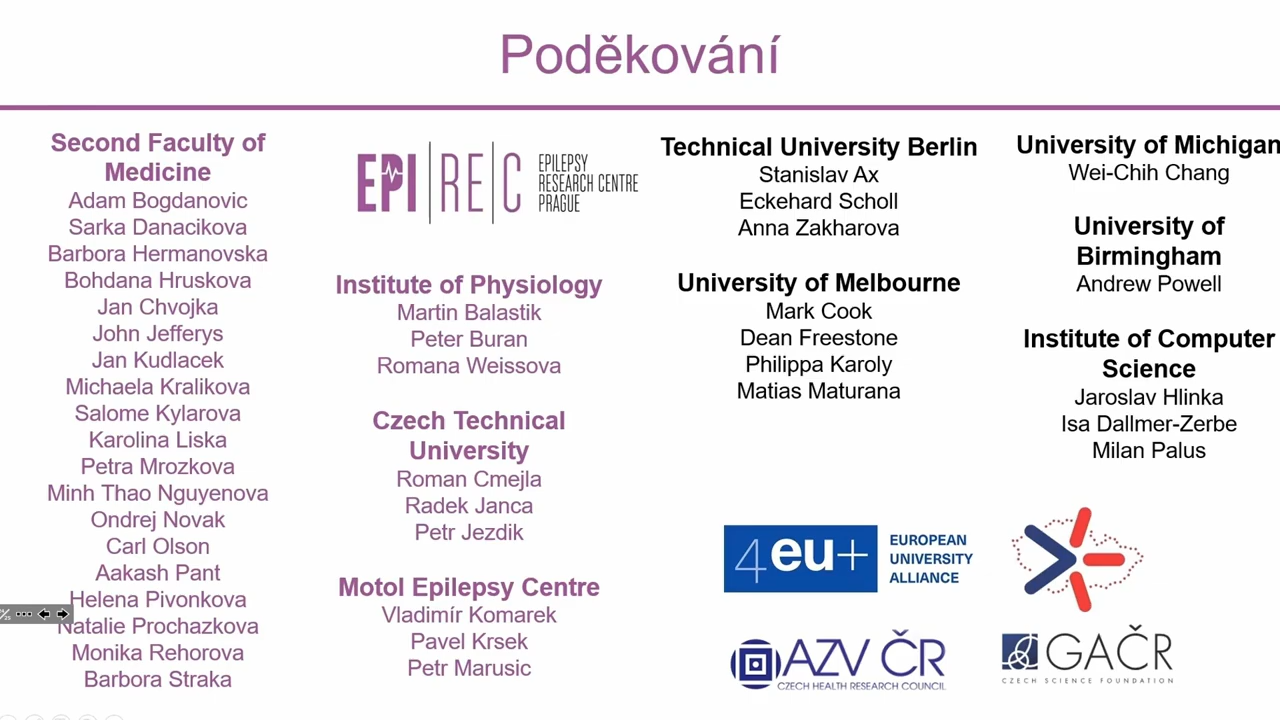 Poděkování
Second Faculty of
Medicine
Adam Bogdanovic
Sarka Danacikova
Barbora Hermanovska
Bohdana Hruskova
Jan Chvojka
John Jefferys
Jan Kudlacek
Michaela Kralikova
Salome Kylarova
Karolina Liska
Petra Mrozkova
Minh Thao Nguyenova
Ondrej Novak
Carl Olson
Aakash Pant
Helena Pivonkova
Natalie Prochazkova
Monika Rehorova
Barbora Straka
EPI REC
EPILEPSY
RESEARCH CENTRE
PRAGUE
Institute of Physiology
Martin Balastik
Peter Buran
Romana Weissova
Czech Technical
University
Roman Cmejla
Radek Janca
Petr Jezdik
Motol Epilepsy Centre
Vladimír Komarek
Pavel Krsek
Petr Marusic
Technical University Berlin
Stanislav Ax
Eckehard Scholl
Anna Zakharova
University of Melbourne
Mark Cook
Dean Freestone
Philippa Karoly
Matias Maturana
University of Michigan
Wei-Chih Chang
University of
Birmingham
Andrew Powell
Institute of Computer
Science
Jaroslav Hlinka
Isa Dallmer-Zerbe
Milan Palus
4eu+
EUROPEAN
UNIVERSITY
ALLIANCE
AZV ČR
CZECH HEALTH RESEARCH COUNCIL
GAČR
CZECH SCIENCE FOUNDATION